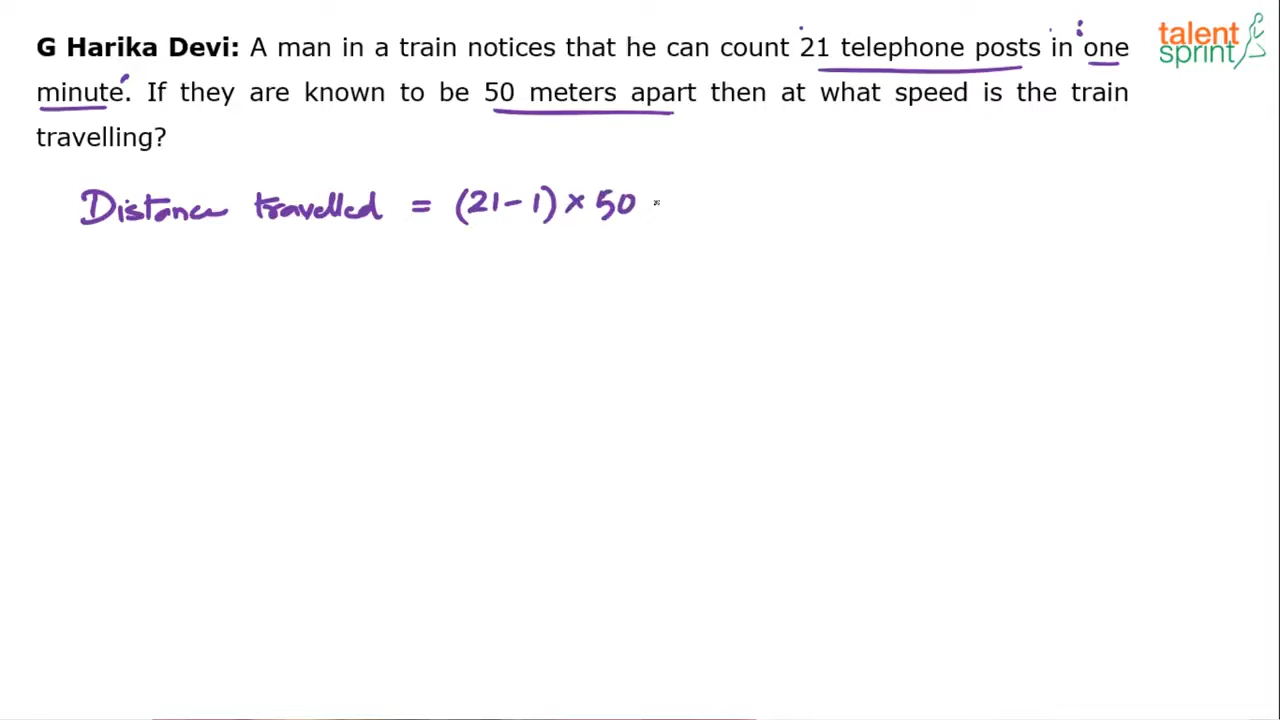 G Harika Devi: A man in a train notices that he can count 21 telephone posts in one
minute. If they are known to be 50 meters apart then at what speed is the train
travelling?
talent
sprint
Distance travelled = (21-1) × 50